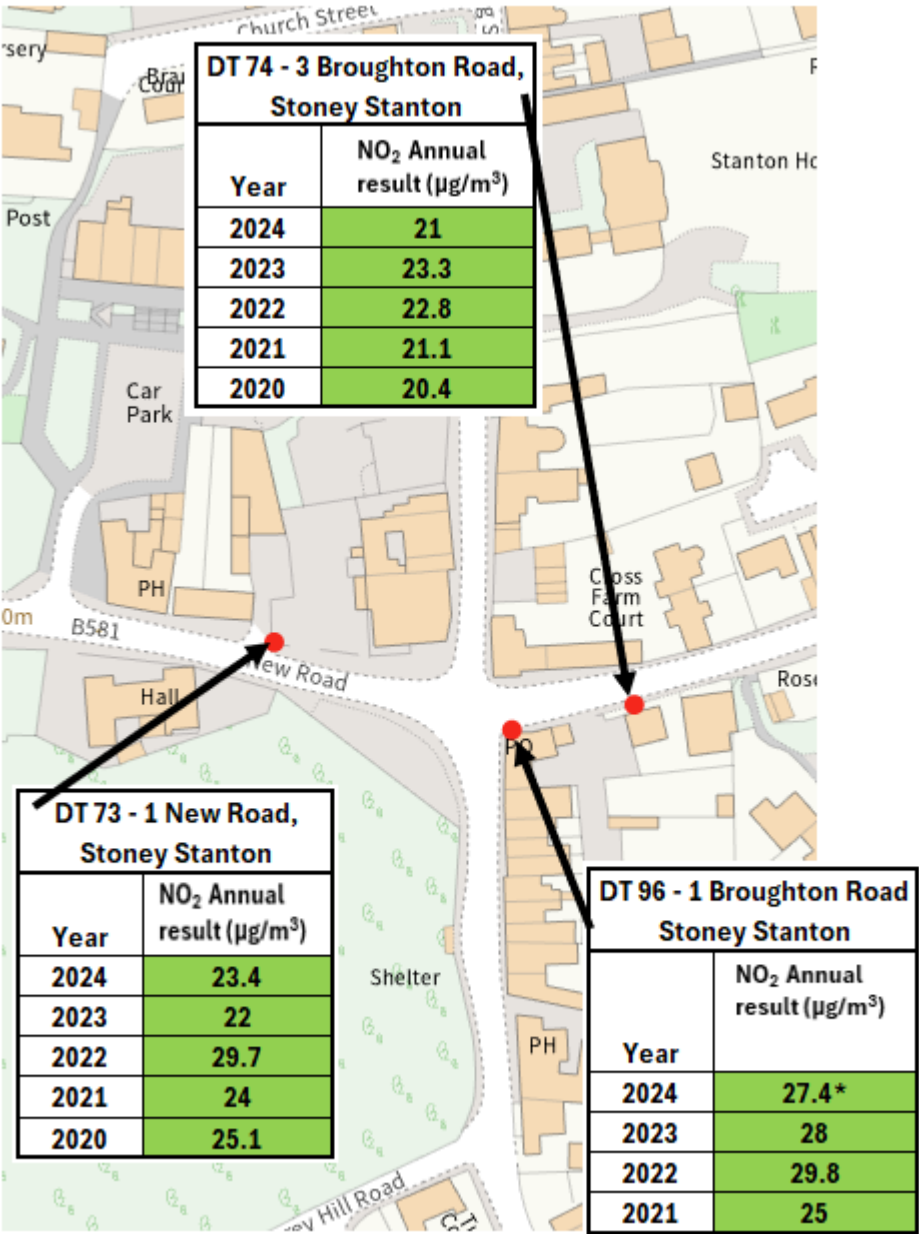 Church Street
sery
Court
DT 74 - 3 Broughton Road,
Stoney Stanton
Year
NO₂ Annual
result (µg/m³)
2024 21
2023 23.3
2022 22.8
2021 21.1
2020 20.4
Stanton Ho
Post
Car
Park
PH
Cross
Farm
Court
0m
B581
New Road
Hall
Rose
PO
DT 73 - 1 New Road,
Stoney Stanton
Year
NO₂ Annual
result (µg/m³)
2024 23.4
2023 22
2022 29.7
2021 24
2020 25.1
Shelter
PH
DT 96 - 1 Broughton Road
Stoney Stanton
Year
NO₂ Annual
result (µg/m³)
2024 27.4*
2023 28
2022 29.8
2021 25
rey Hill Road